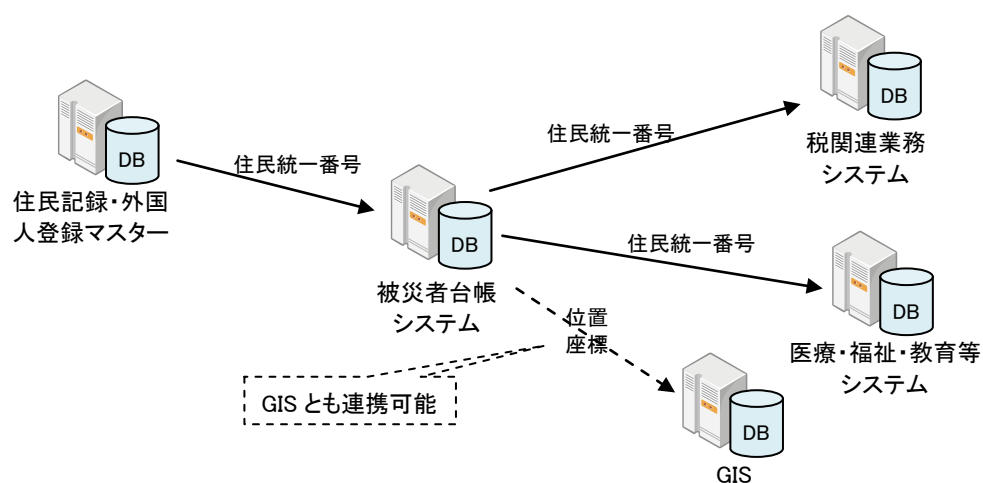 DB
税関連業務
システム
住民統一番号
DB
住民記録・外国
人登録マスター
住民統一番号
DB
被災者台帳
システム
住民統一番号
DB
医療・福祉・教育等
システム
位置
座標
GISとも連携可能
DB
GIS